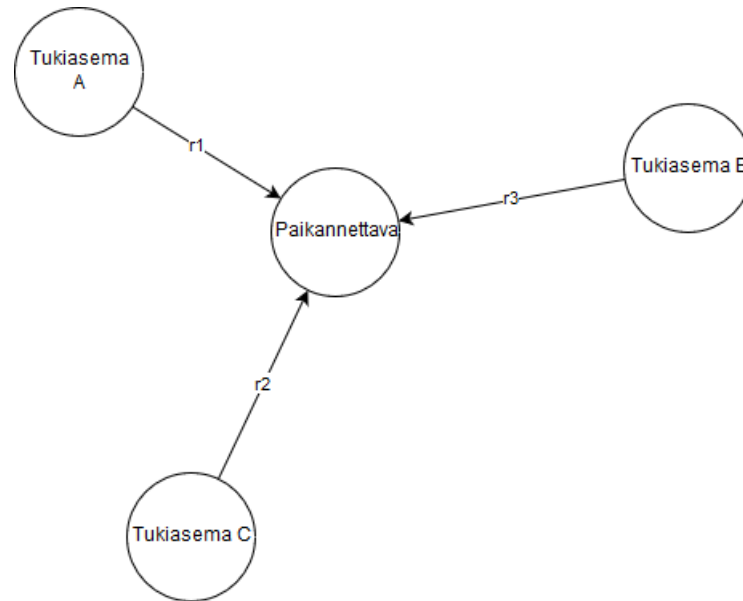 Tukiasema
A
r1
Tukiasema B
r3
Paikannettava
r2
Tukiasema C